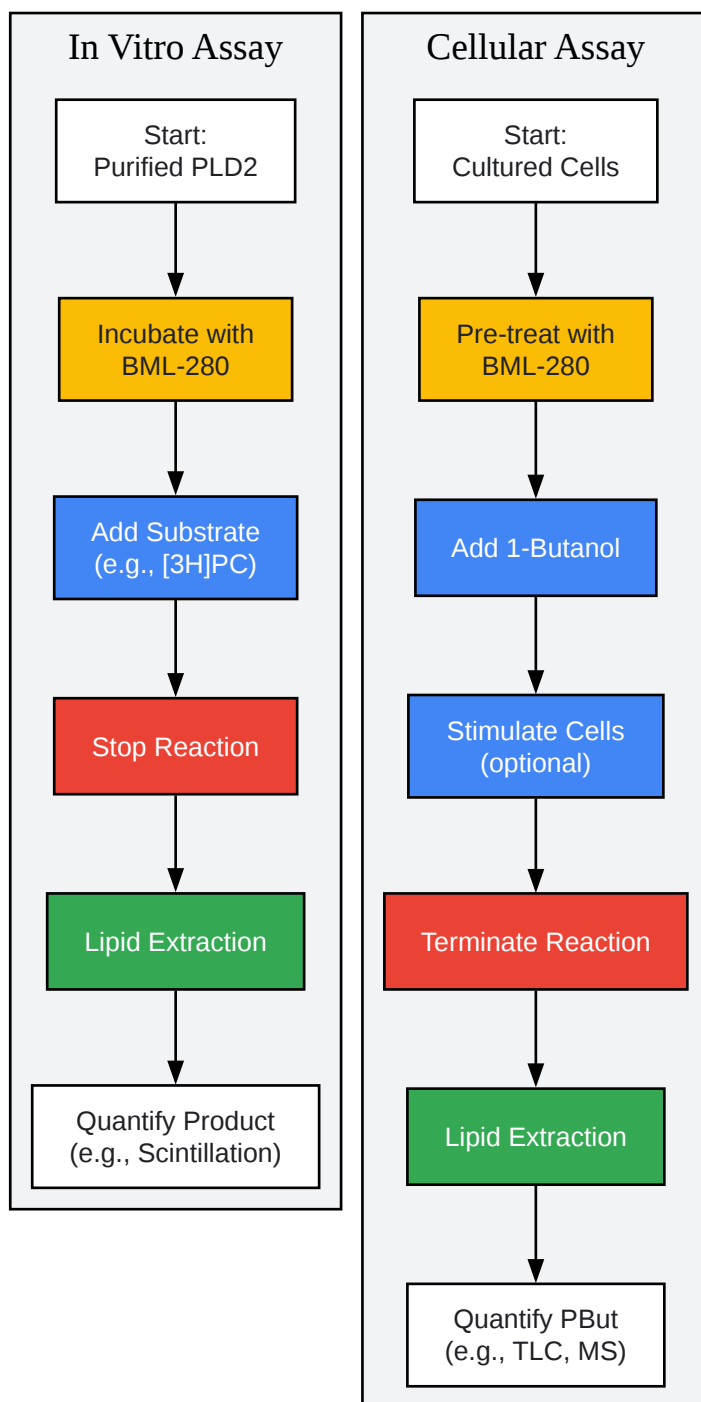 In Vitro Assay
Start:
Purified PLD2
Incubate with
BML-280
Add Substrate
(e.g., [3H]PC)
Stop Reaction
Lipid Extraction
Quantify Product
(e.g., Scintillation)
Cellular Assay
Start:
Cultured Cells
Pre-treat with
BML-280
Add 1-Butanol
Stimulate Cells
(optional)
Terminate Reaction
Lipid Extraction
Quantify PBut
(e.g., TLC, MS)